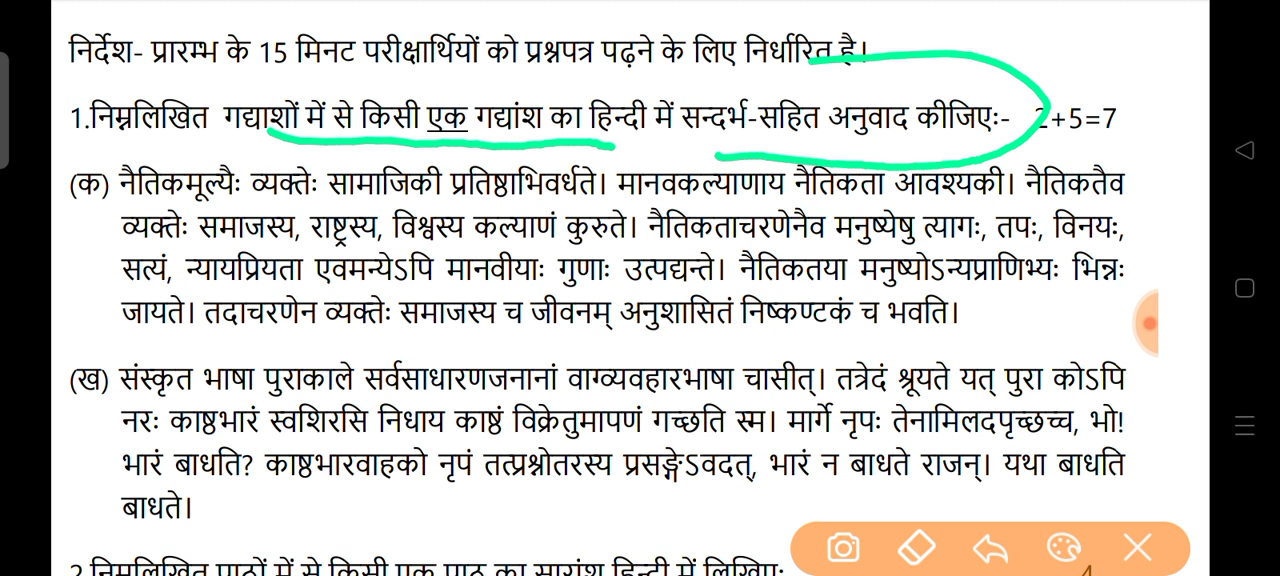 निर्देश- प्रारम्भ के 15 मिनट परीक्षार्थियों को प्रश्नपत्र पढ़ने के लिए निर्धारित है।
1.निम्नलिखित गद्याशों में से किसी एक गद्यांश का हिन्दी में सन्दर्भ-सहित अनुवाद कीजिएः- 2+5=7
(क) नैतिकमूल्यैः व्यक्तेः सामाजिकी प्रतिष्ठाभिवर्धते। मानवकल्याणाय नैतिकता आवश्यकी। नैतिकतैव
व्यक्तेः समाजस्य, राष्ट्रस्य, विश्वस्य कल्याणं कुरुते। नैतिकताचरणेनैव मनुष्येषु त्यागः, तपः, विनयः,
सत्यं, न्यायप्रियता एवमन्येऽपि मानवीयाः गुणाः उत्पद्यन्ते। नैतिकतया मनुष्योऽन्यप्राणिभ्यः भिन्नः
जायते। तदाचरणेन व्यक्तेः समाजस्य च जीवनम् अनुशासितं निष्कण्टकं च भवति।
(ख) संस्कृत भाषा पुराकाले सर्वसाधारणजनानां वाग्व्यवहारभाषा चासीत्। तत्रेदं श्रूयते यत् पुरा कोऽपि
नरः काष्ठभारं स्वशिरसि निधाय काष्ठं विक्रेतुमापणं गच्छति स्म। मार्गे नृपः तेनामिलदपृच्छच्च, भो!
भारं बाधति? काष्ठभारवाहको नृपं तत्प्रश्नोतरस्य प्रसङ्गेऽवदत्, भारं न बाधते राजन्। यथा बाधति
बाधते।
2.निम्नलिखित पाठों में से किसी एक पाठ का सारांश हिन्दी में लिखिएः 4